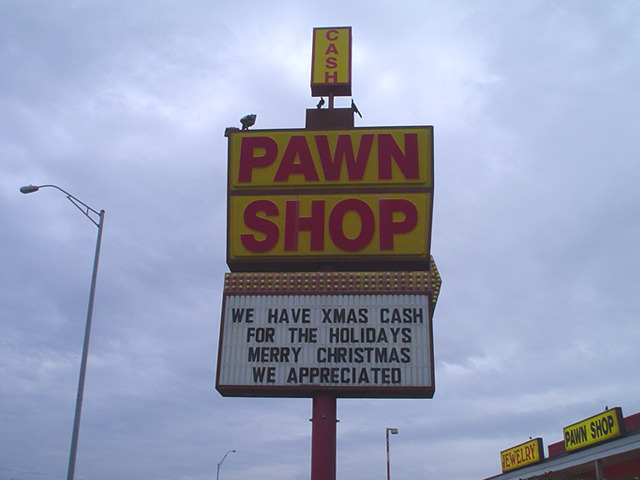 CASH
PAWN
SHOP
WE HAVE XMAS CASH
FOR THE HOLIDAYS
MERRY CHRISTMAS
WE APPRECIATED
JEWELRY
PAWN SHOP